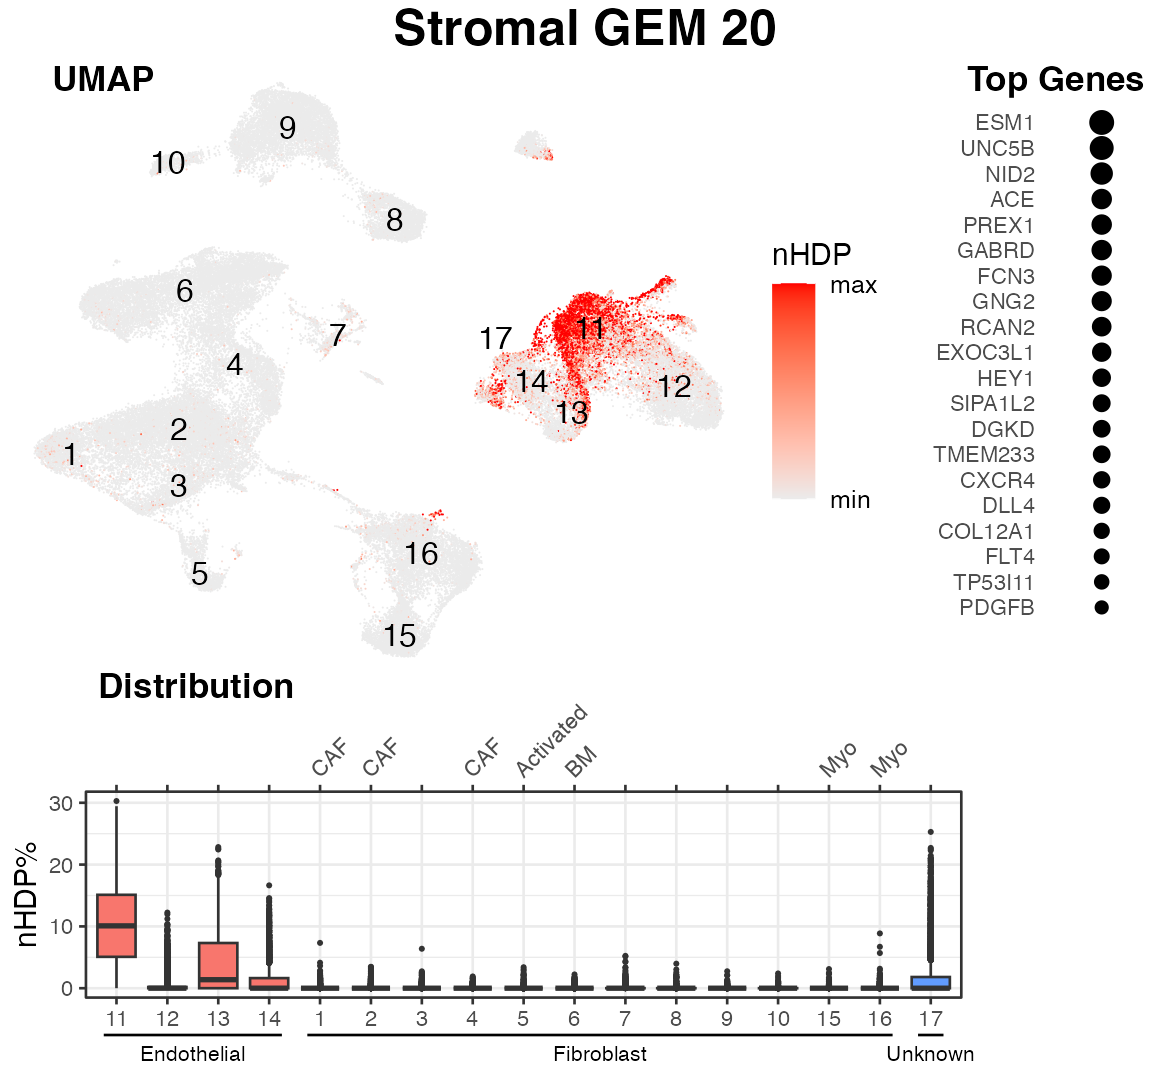 Stromal GEM 20
UMAP
9
10
8
6
7
4
2
1
3
5
16
15
17
11
14
12
13
nHDP
max
min
Top Genes
ESM1
UNC5B
NID2
ACE
PREX1
GABRD
FCN3
GNG2
RCAN2
EXOC3L1
HEY1
SIPA1L2
DGKD
TMEM233
CXCR4
DLL4
COL12A1
FLT4
TP53I11
PDGFB
Distribution
CAF
CAF
CAF
Activated
BM
Myo
Myo
nHDP%
30
20
10
0
11 12 13 14 1 2 3 4 5 6 7 8 9 10 15 16 17
Endothelial Fibroblast Unknown